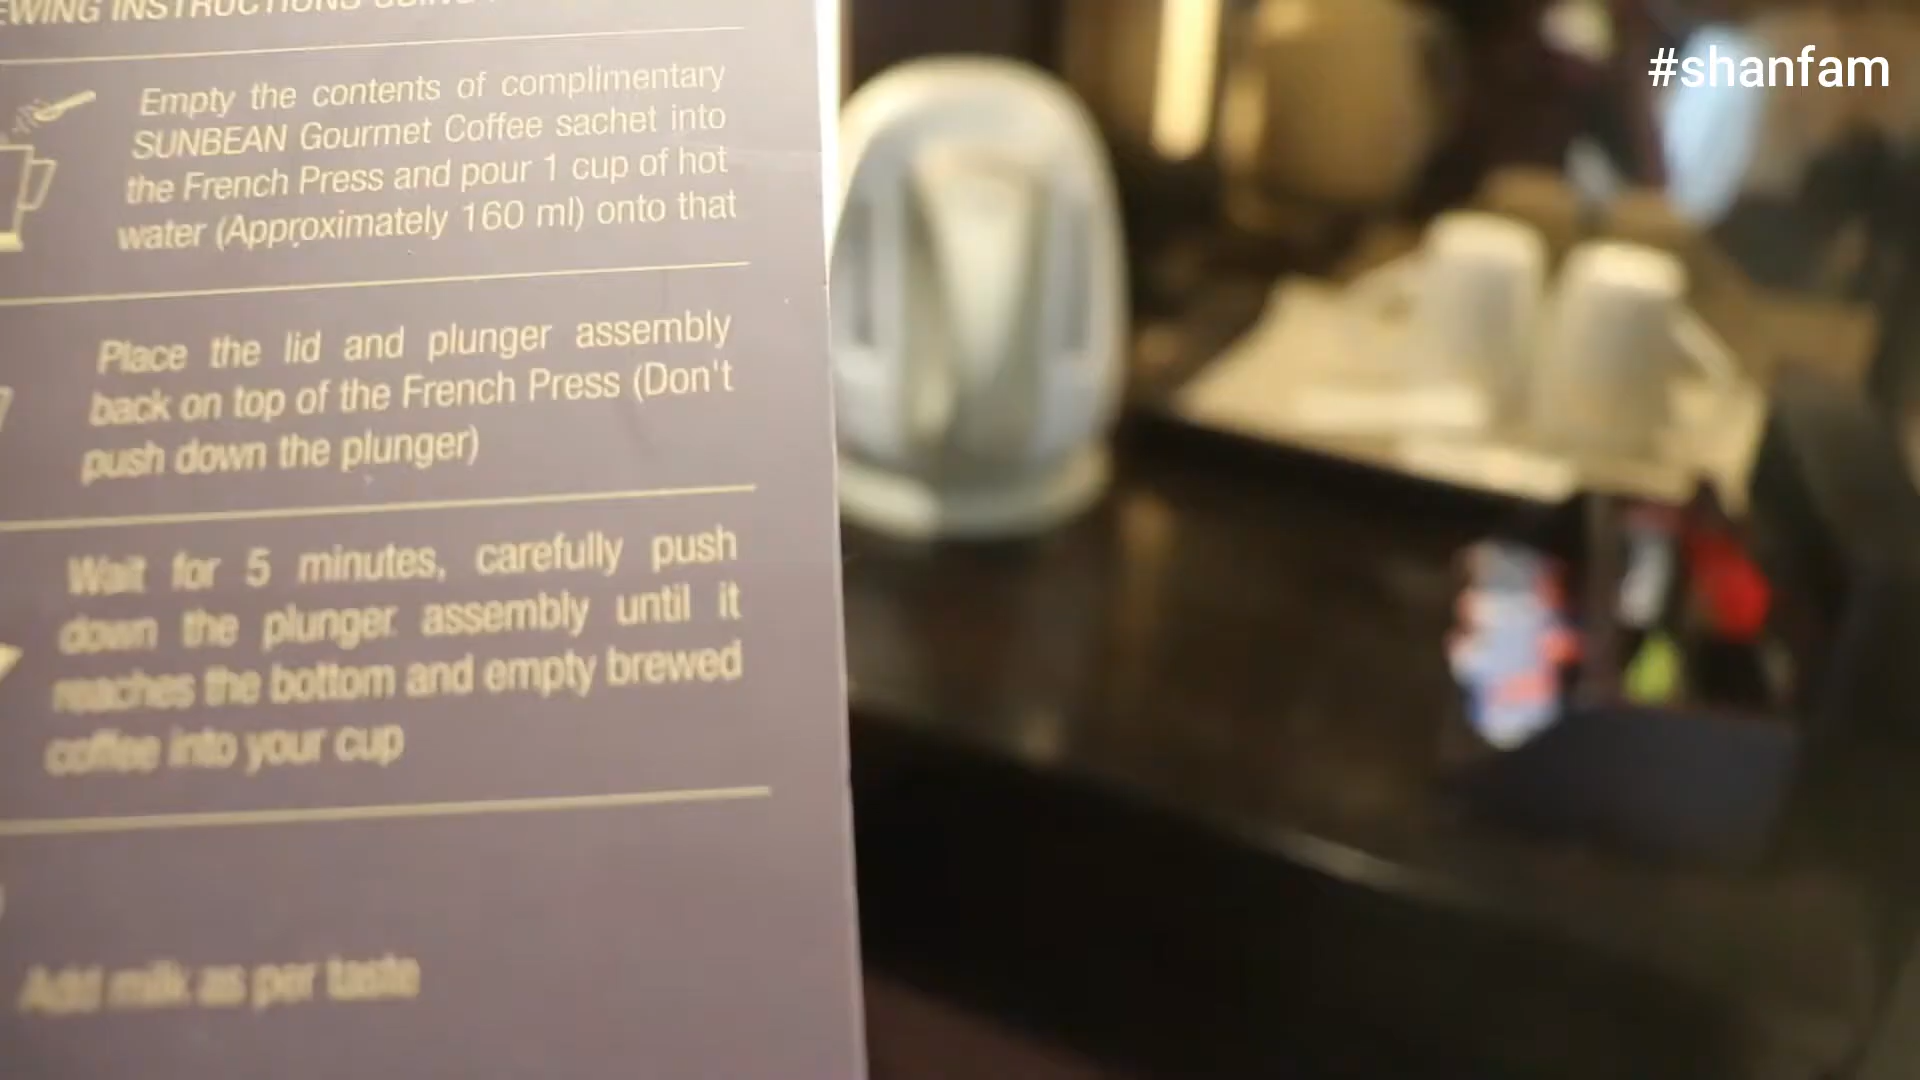 EWING INSTRUCTIONS USING
#shanfam
Empty the contents of complimentary
SUNBEAN Gourmet Coffee sachet into
the French Press and pour 1 cup of hot
water (Approximately 160 ml) onto that
Place the lid and plunger assembly
back on top of the French Press (Don't
push down the plunger)
Wait for 5 minutes, carefully push
down the plunger assembly until it
reaches the bottom and empty brewed
coffee into your cup
Add milk as per taste